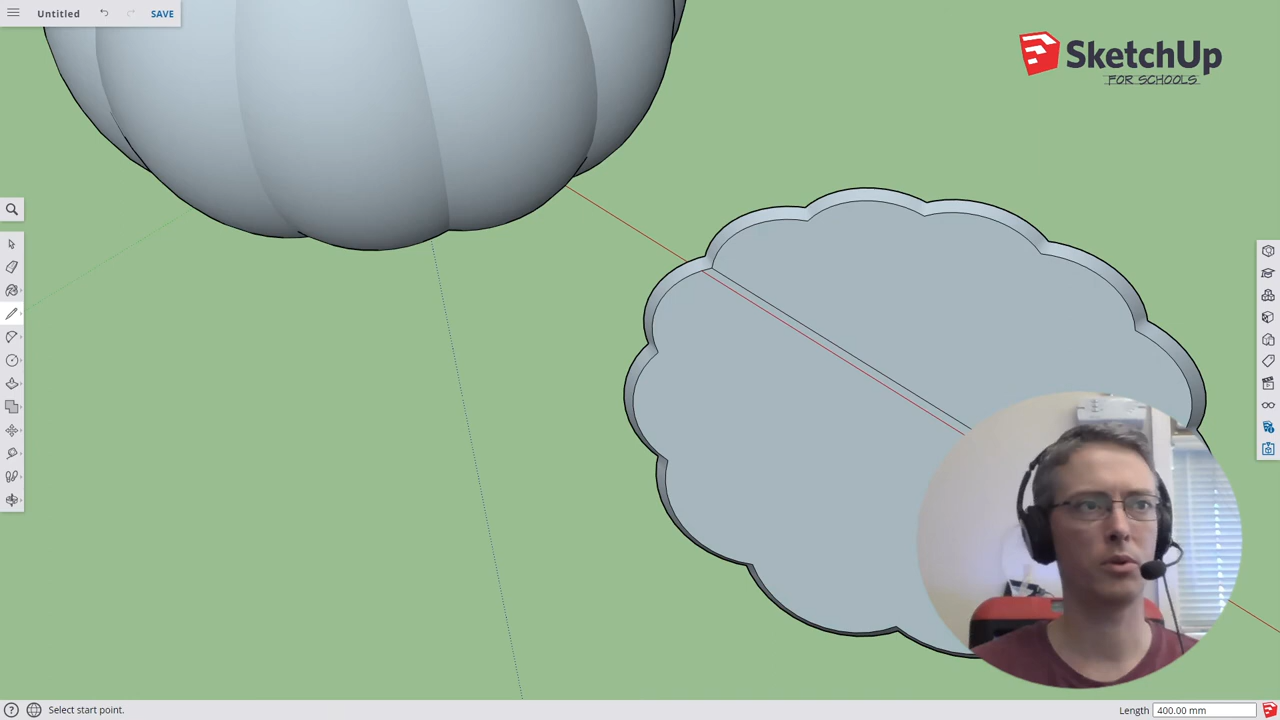 Untitled
SAVE
SketchUp
FOR SCHOOLS
Select start point.
Length 400.00 mm